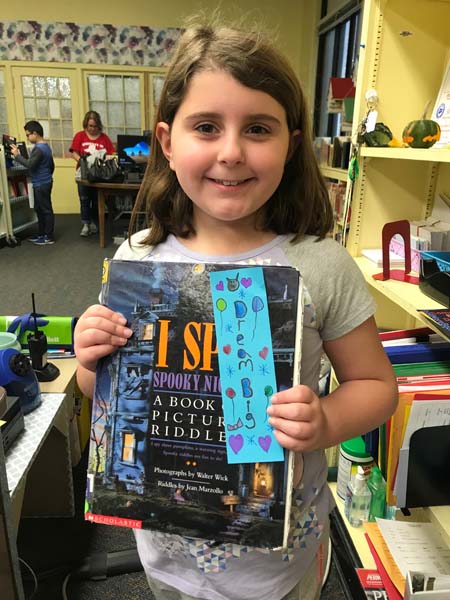 I SP
SPOOKY NIG
A BOOK O
PICTUR
RIDDLE
Photographs by Walter Wick
Riddles by Jean Marzollo
SCHOLASTIC
Dream Big